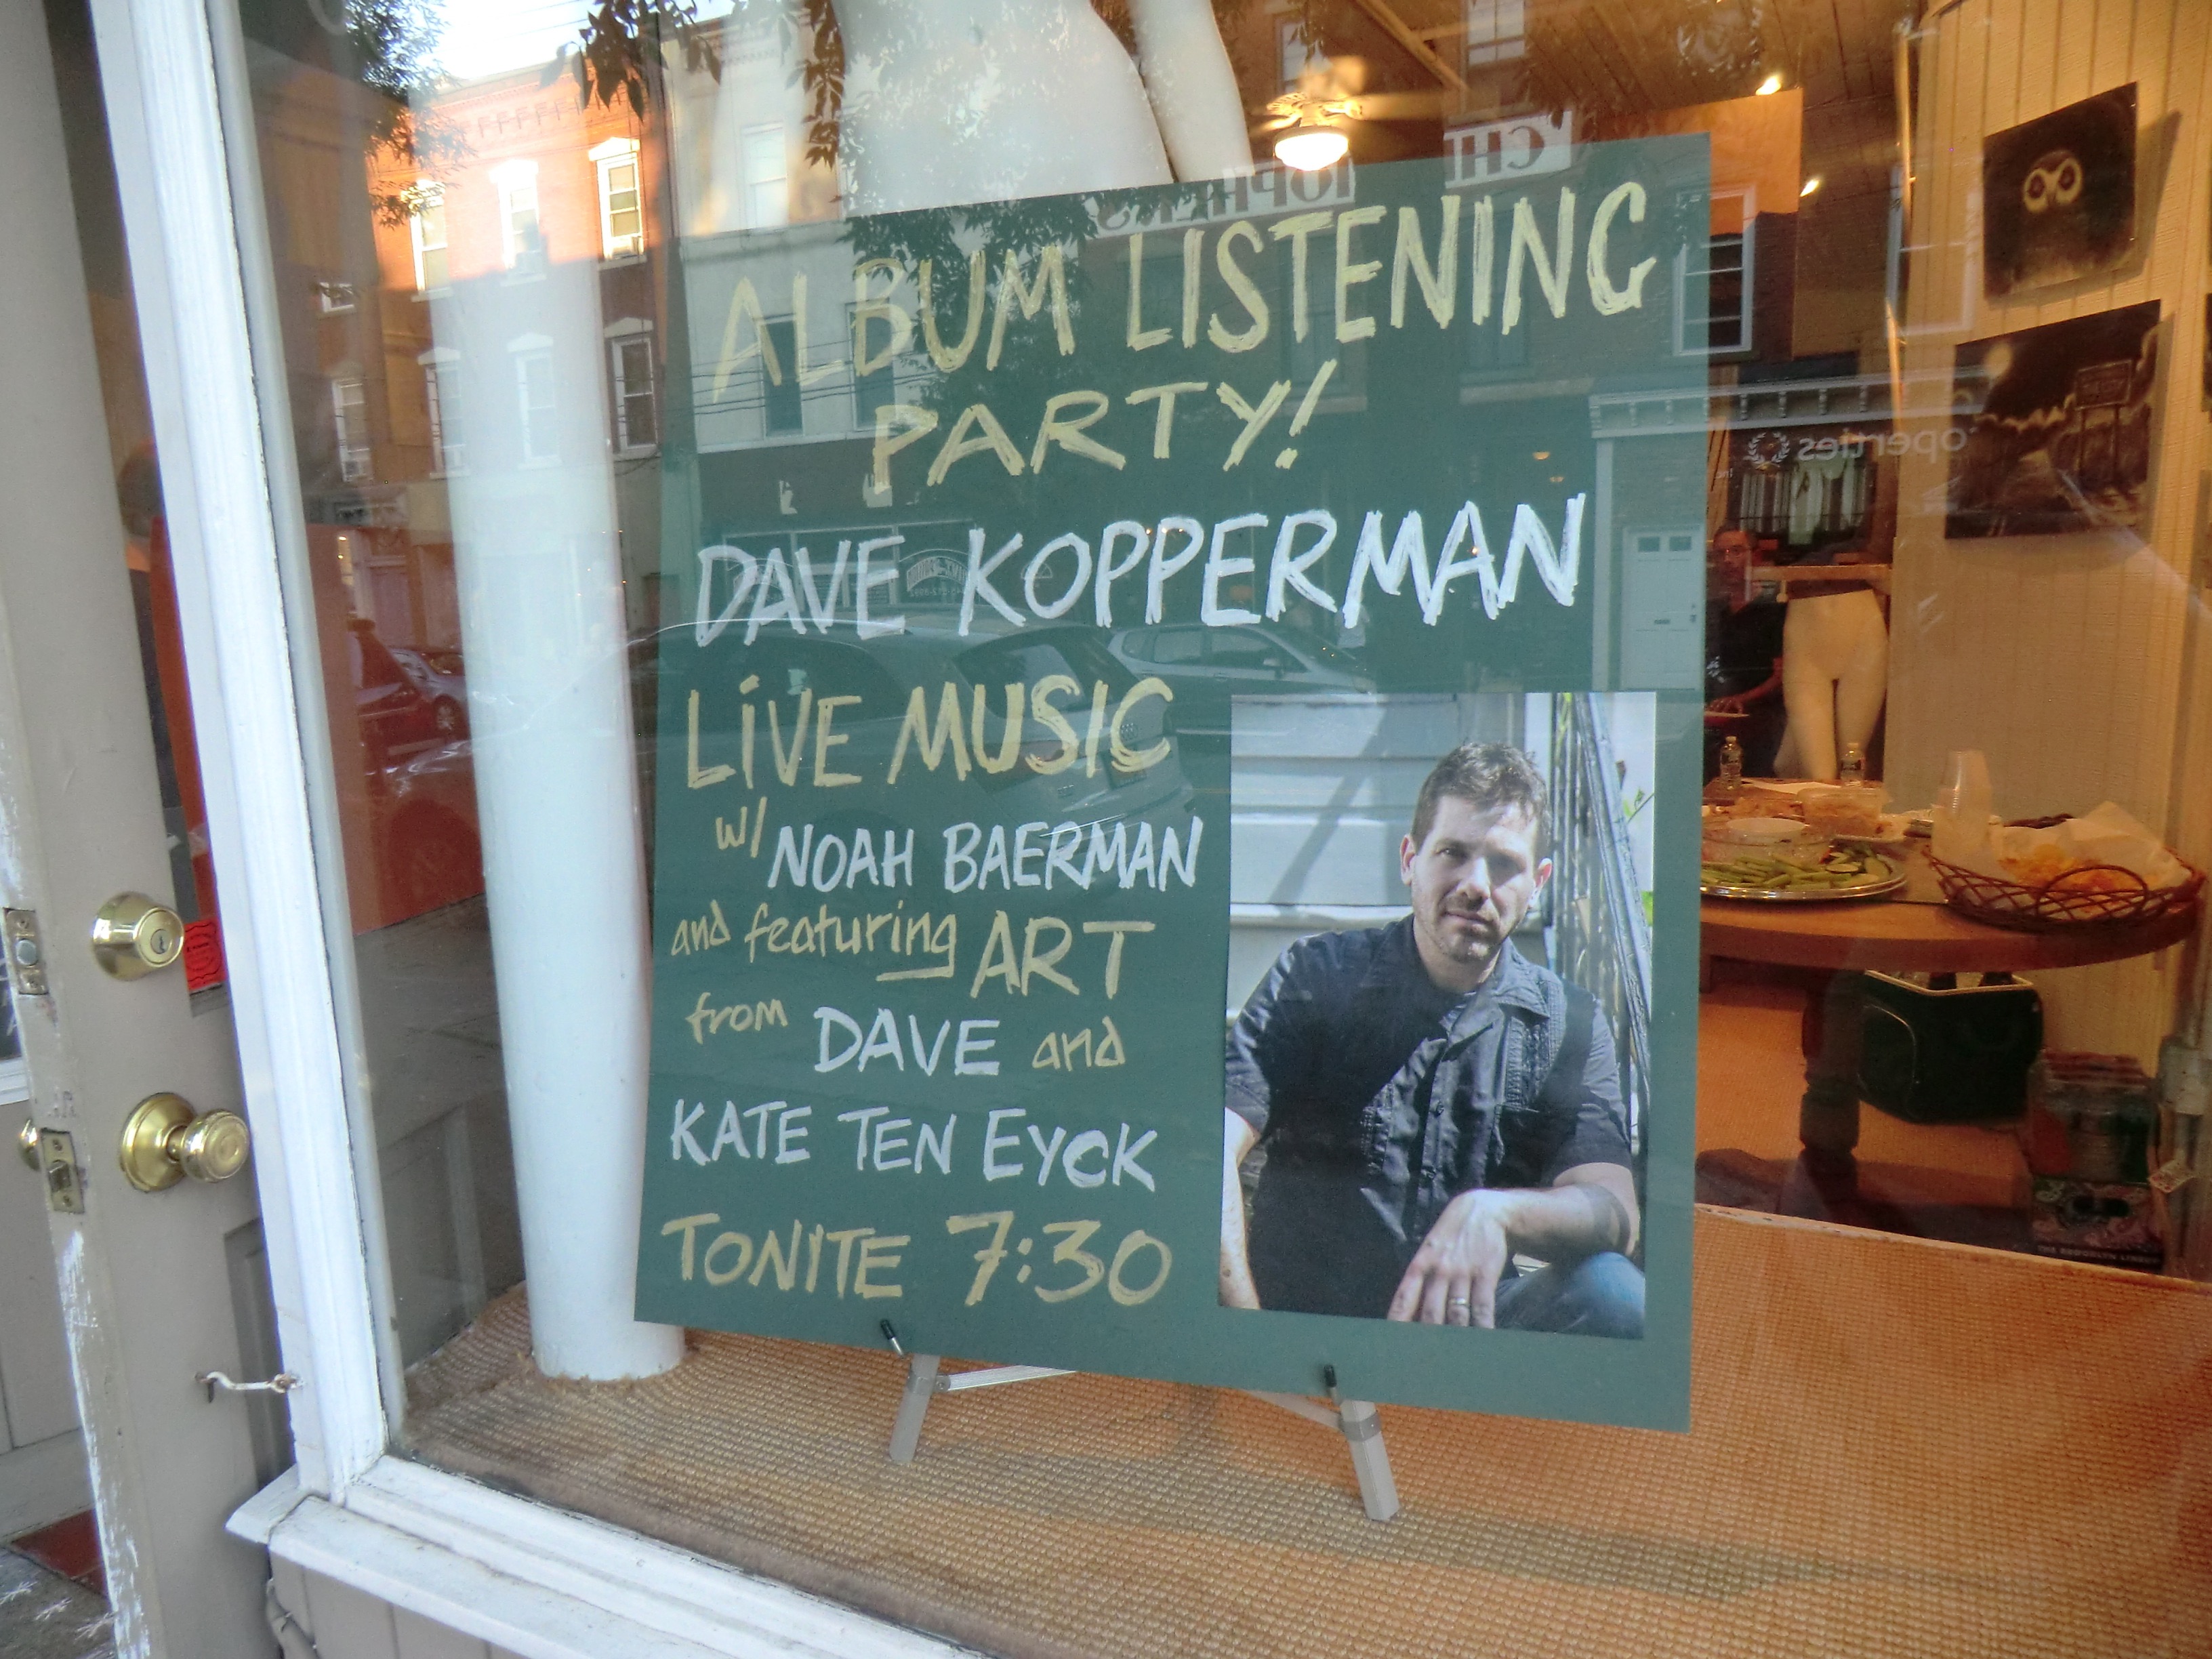 ALBUM LISTENING
PARTY!
DAVE KOPPERMAN
LIVE MUSIC
w/ NOAH BAERMAN
and featuring ART
from DAVE and
KATE TEN EYCK
TONITE 7:30
operties